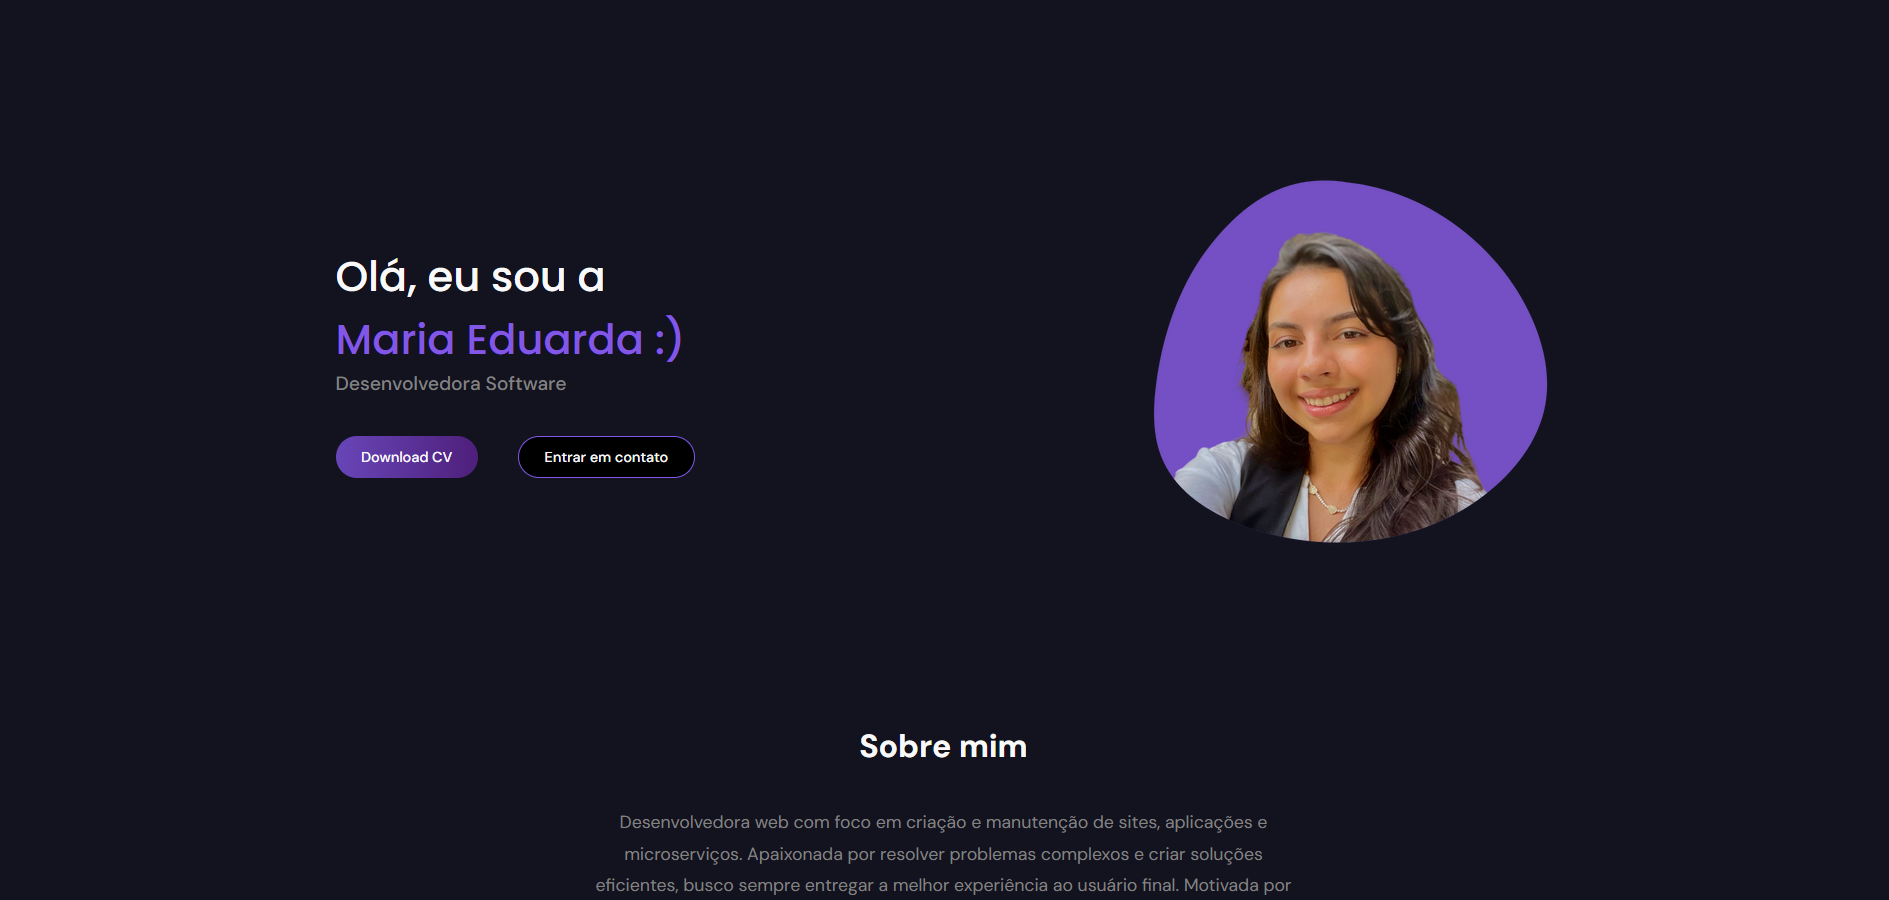 Olá, eu sou a
Maria Eduarda :)
Desenvolvedora Software
Download CV
Entrar em contato
Sobre mim
Desenvolvedora web com foco em criação e manutenção de sites, aplicações e
microserviços. Apaixonada por resolver problemas complexos e criar soluções
eficientes, busco sempre entregar a melhor experiência ao usuário final. Motivada por